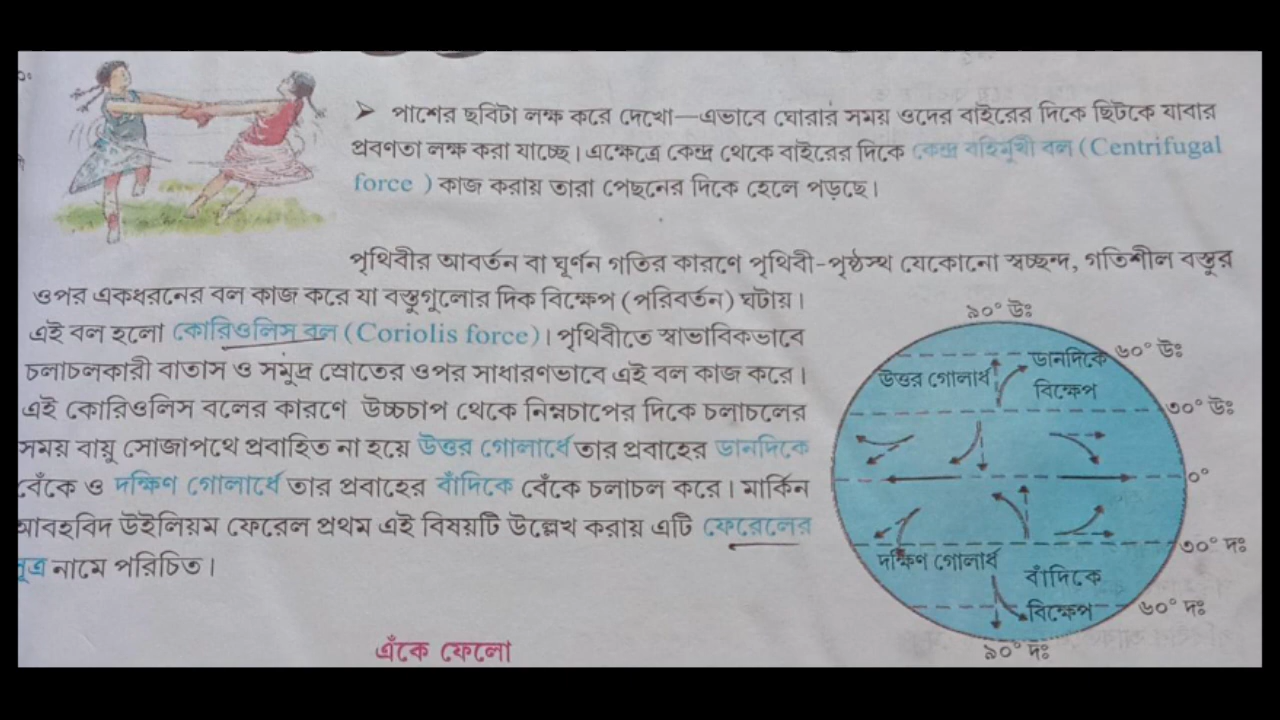 ➤ পাশের ছবিটা লক্ষ করে দেখো—এভাবে ঘোরার সময় ওদের বাইরের দিকে ছিটকে যাবার
প্রবণতা লক্ষ করা যাচ্ছে। এক্ষেত্রে কেন্দ্র থেকে বাইরের দিকে কেন্দ্র বহির্মুখী বল (Centrifugal
force ) কাজ করায় তারা পেছনের দিকে হেলে পড়ছে।
পৃথিবীর আবর্তন বা ঘূর্ণন গতির কারণে পৃথিবী-পৃষ্ঠস্থ যেকোনো স্বচ্ছন্দ, গতিশীল বস্তুর
ওপর একধরনের বল কাজ করে যা বস্তুগুলোর দিক বিক্ষেপ (পরিবর্তন) ঘটায়।
এই বল হলো কোরিওলিস বল (Coriolis force)। পৃথিবীতে স্বাভাবিকভাবে
চলাচলকারী বাতাস ও সমুদ্র স্রোতের ওপর সাধারণভাবে এই বল কাজ করে।
এই কোরিওলিস বলের কারণে উচ্চচাপ থেকে নিম্নচাপের দিকে চলাচলের
সময় বায়ু সোজাপথে প্রবাহিত না হয়ে উত্তর গোলার্ধে তার প্রবাহের ডানদিকে
বেঁকে ও দক্ষিণ গোলার্ধে তার প্রবাহের বাঁদিকে বেঁকে চলাচল করে। মার্কিন
আবহবিদ উইলিয়ম ফেরেল প্রথম এই বিষয়টি উল্লেখ করায় এটি ফেরেলের
সূত্র নামে পরিচিত।
৯০° উঃ
৬০° উঃ
ডানদিকে
বিক্ষেপ
উত্তর গোলার্ধ
৩০° উঃ
০°
৩০° দঃ
দক্ষিণ গোলার্ধ
বাঁদিকে
বিক্ষেপ
৬০° দঃ
৯০° দঃ
এঁকে ফেলো